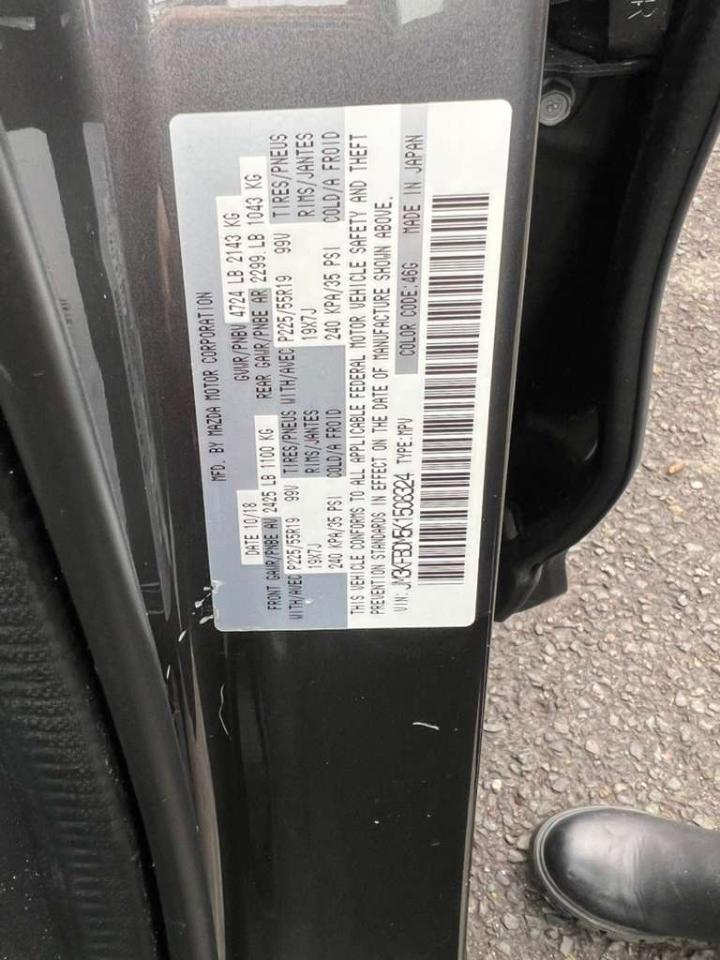 MFD. BY MAZDA MOTOR CORPORATION
DATE 10/18 GVWR/PNBV 4724 LB 2143 KG
FRONT GAWR/PNBE AV 2425 LB 1100 KG REAR GAWR/PNBE AR 2299 LB 1043 KG
WITH/AVEC P225/55R19 99V TIRES/PNEUS WITH/AVEC P225/55R19 99V TIRES/PNEUS
19X7J RIMS/JANTES 19X7J RIMS/JANTES
240 KPA/35 PSI COLD/A FROID 240 KPA/35 PSI COLD/A FROID
THIS VEHICLE CONFORMS TO ALL APPLICABLE FEDERAL MOTOR VEHICLE SAFETY AND THEFT
PREVENTION STANDARDS IN EFFECT ON THE DATE OF MANUFACTURE SHOWN ABOVE.
VIN:JM3KFBDM5K1508324 TYPE:MPV COLOR CODE:46G MADE IN JAPAN